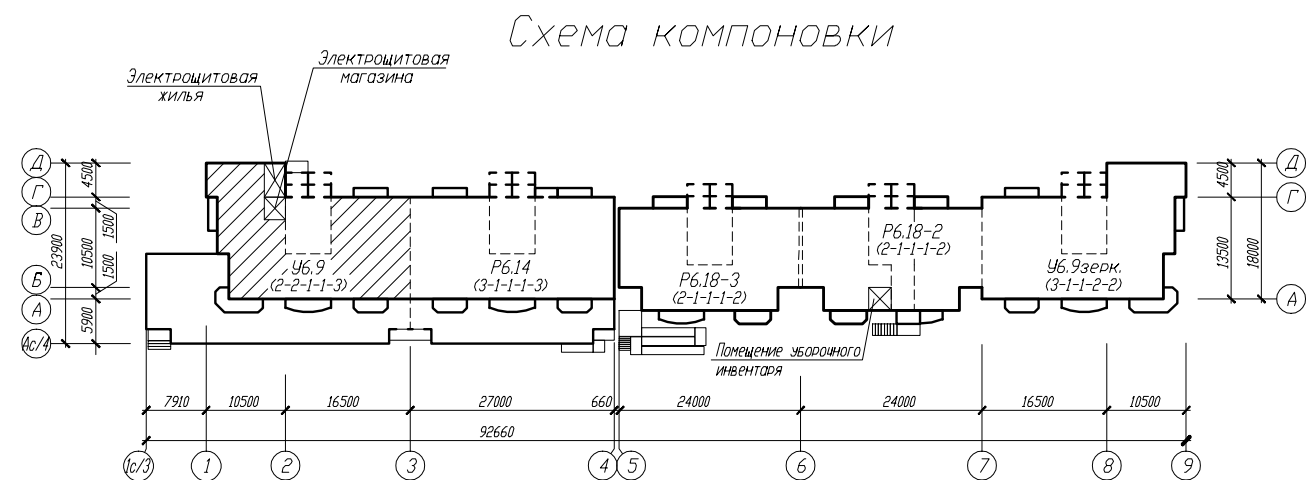 Схема компоновки
Электрощитовая
жилья
Электрощитовая
магазина
Д
Г
В
Б
А
Ас/4
23900
4500
1500
10500
1500
5900
У6.9
(2-2-1-1-3)
Р6.14
(3-1-1-1-3)
Р6.18-3
(2-1-1-1-2)
Р6.18-2
(2-1-1-1-2)
У6.9зерк.
(3-1-1-2-2)
Помещение уборочного
инвентаря
Д
Г
А
4500
13500
18000
7910
10500
16500
27000
660
24000
24000
16500
10500
92660
1с/3
1
2
3
4
5
6
7
8
9